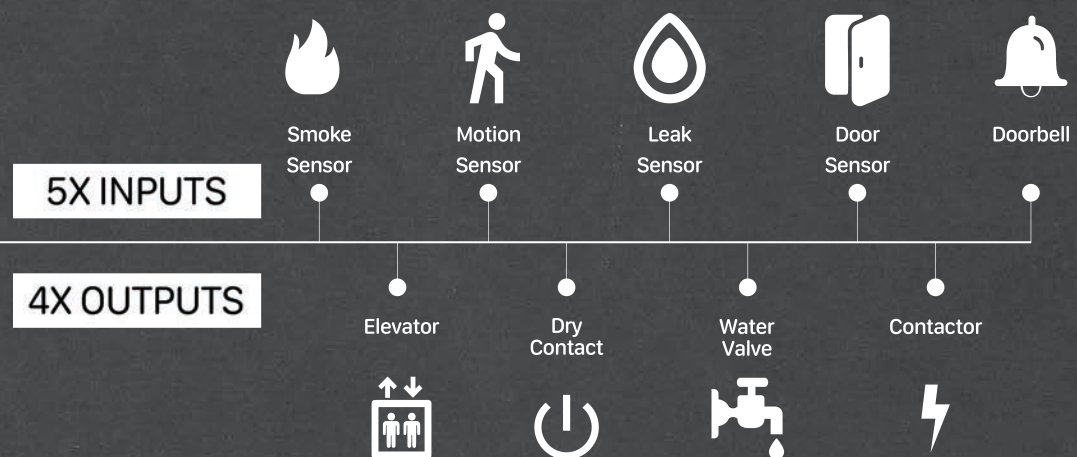 Smoke
Sensor
Motion
Sensor
Leak
Sensor
Door
Sensor
Doorbell
5X INPUTS
4X OUTPUTS
Elevator
Dry
Contact
Water
Valve
Contactor